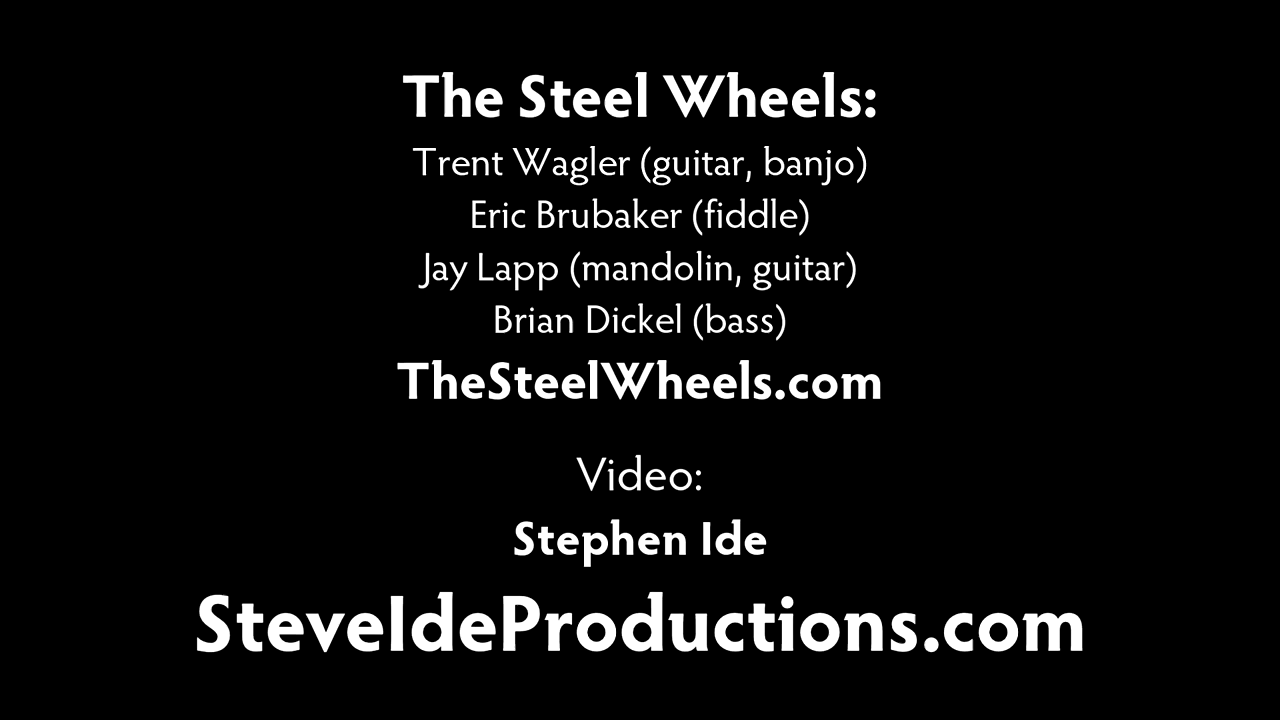 The Steel Wheels:
Trent Wagler (guitar, banjo)
Eric Brubaker (fiddle)
Jay Lapp (mandolin, guitar)
Brian Dickel (bass)
TheSteelWheels.com
Video:
Stephen Ide
SteveIdeProductions.com